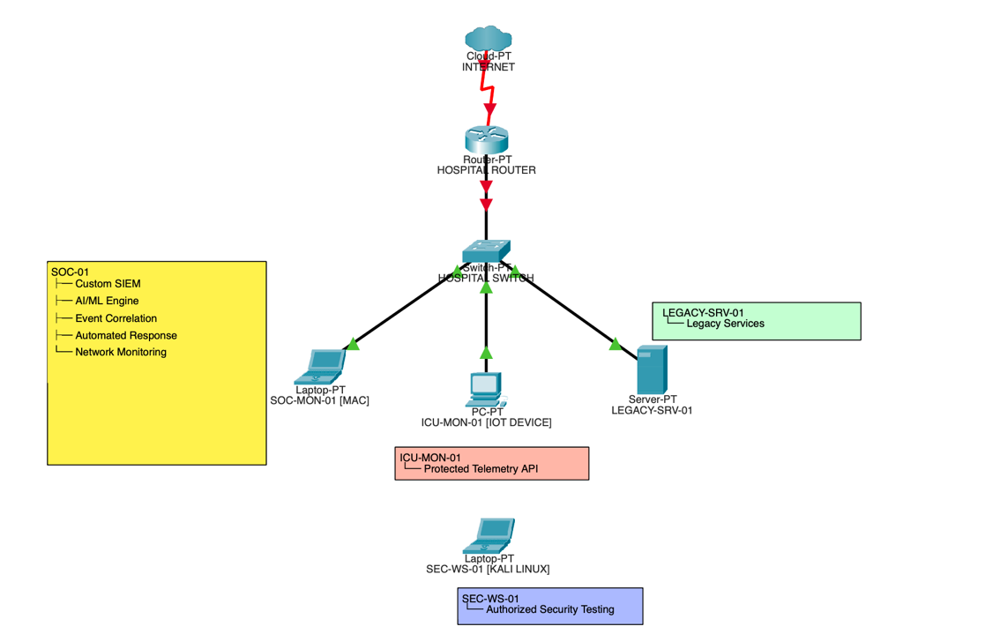 Cloud-PT
INTERNET
Router-PT
HOSPITAL ROUTER
Switch-PT
HOSPITAL SWITCH
SOC-01
Custom SIEM
AI/ML Engine
Event Correlation
Automated Response
Network Monitoring
LEGACY-SRV-01
Legacy Services
Laptop-PT
SOC-MON-01 [MAC]
PC-PT
ICU-MON-01 [IOT DEVICE]
Server-PT
LEGACY-SRV-01
ICU-MON-01
Protected Telemetry API
Laptop-PT
SEC-WS-01 [KALI LINUX]
SEC-WS-01
Authorized Security Testing